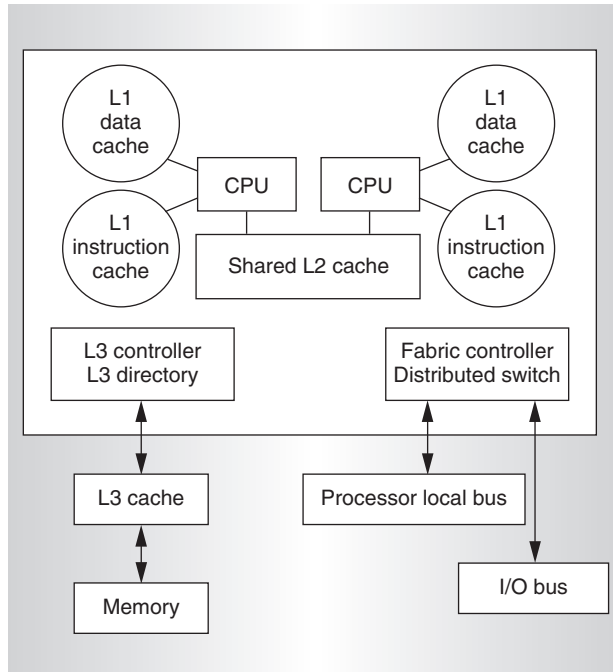 L1
data
cache
L1
data
cache
CPU
CPU
L1
instruction
cache
L1
instruction
cache
Shared L2 cache
L3 controller
L3 directory
Fabric controller
Distributed switch
L3 cache
Processor local bus
Memory
I/O bus